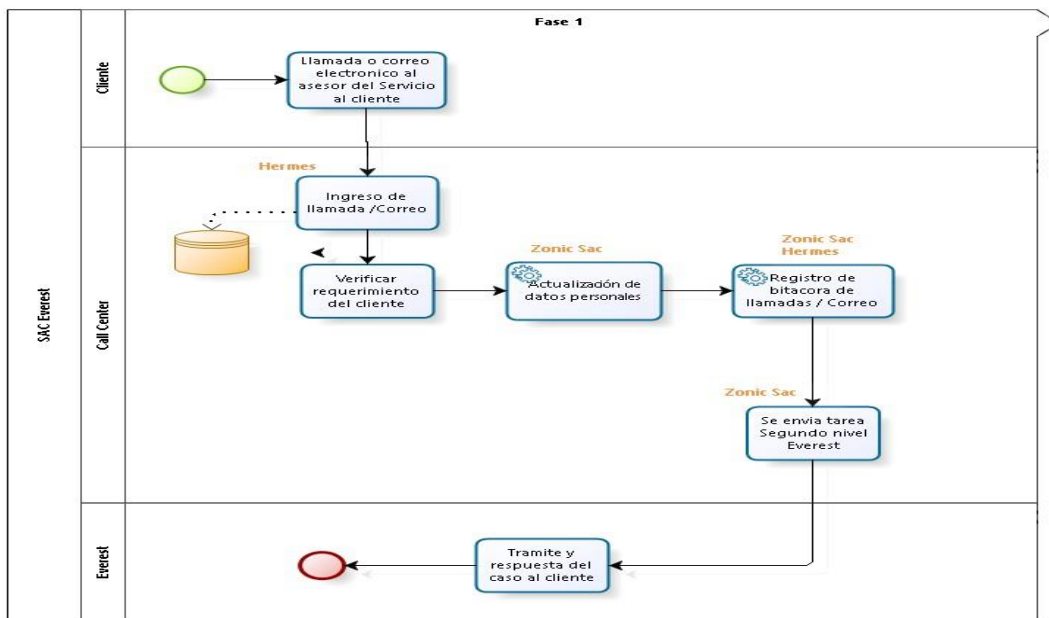 Fase 1
SAC Everest
Cliente
Llamada o correo
electronico al
asesor del Servicio
al cliente
Call Center
Hermes
Ingreso de
llamada /Correo
Verificar
requerimiento
del cliente
Zonic Sac
Actualización de
datos personales
Zonic Sac
Hermes
Registro de
bitacora de
llamadas / Correo
Zonic Sac
Se envia tarea
Segundo nivel
Everest
Everest
Tramite y
respuesta del
caso al cliente